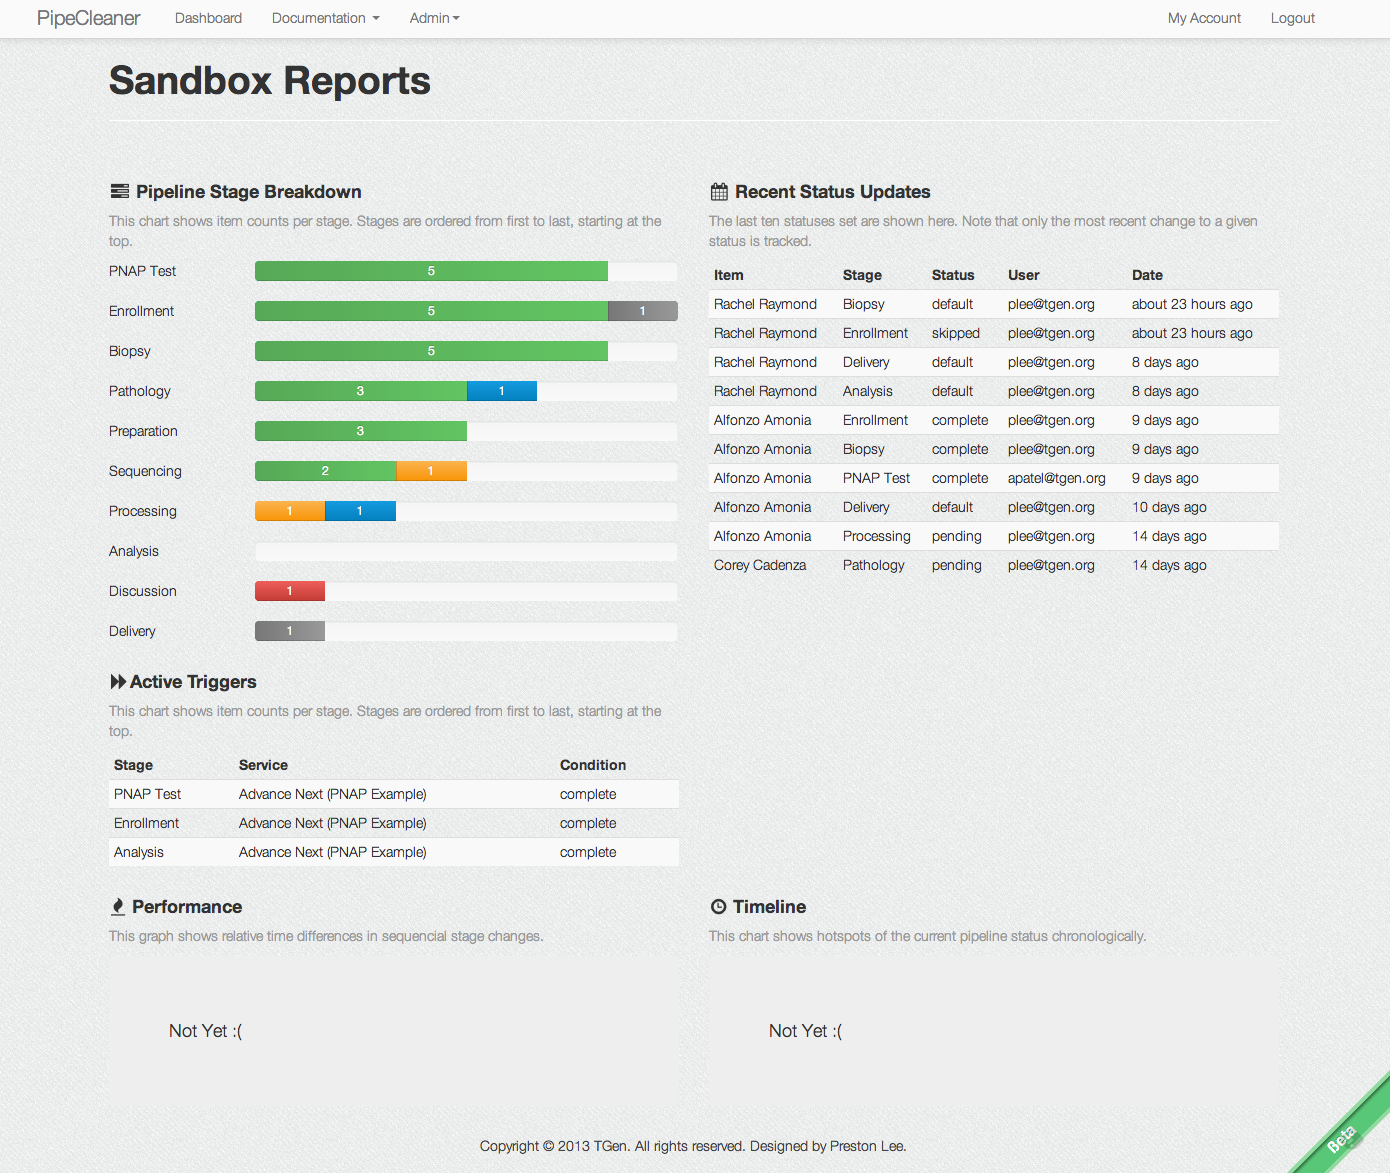 PipeCleaner Dashboard Documentation Admin My Account Logout
Sandbox Reports
Pipeline Stage Breakdown
This chart shows item counts per stage. Stages are ordered from first to last, starting at the
top.
PNAP Test 5
Enrollment 5 1
Biopsy 5
Pathology 3 1
Preparation 3
Sequencing 2 1
Processing 1 1
Analysis
Discussion 1
Delivery 1
Recent Status Updates
The last ten statuses set are shown here. Note that only the most recent change to a given
status is tracked.
Item Stage Status User Date
Rachel Raymond Biopsy default plee@tgen.org about 23 hours ago
Rachel Raymond Enrollment skipped plee@tgen.org about 23 hours ago
Rachel Raymond Delivery default plee@tgen.org 8 days ago
Rachel Raymond Analysis default plee@tgen.org 8 days ago
Alfonzo Amonia Enrollment complete plee@tgen.org 9 days ago
Alfonzo Amonia Biopsy complete plee@tgen.org 9 days ago
Alfonzo Amonia PNAP Test complete apatel@tgen.org 9 days ago
Alfonzo Amonia Delivery default plee@tgen.org 10 days ago
Alfonzo Amonia Processing pending plee@tgen.org 14 days ago
Corey Cadenza Pathology pending plee@tgen.org 14 days ago
Active Triggers
This chart shows item counts per stage. Stages are ordered from first to last, starting at the
top.
Stage Service Condition
PNAP Test Advance Next (PNAP Example) complete
Enrollment Advance Next (PNAP Example) complete
Analysis Advance Next (PNAP Example) complete
Performance
This graph shows relative time differences in sequencial stage changes.
Not Yet :(
Timeline
This chart shows hotspots of the current pipeline status chronologically.
Not Yet :(
Copyright © 2013 TGen. All rights reserved. Designed by Preston Lee.
Beta